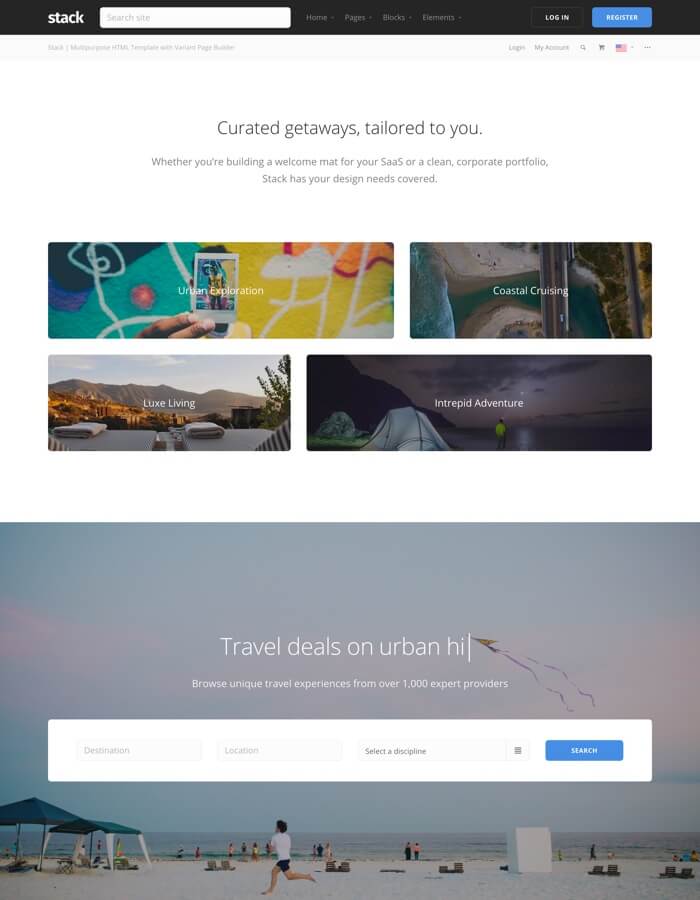 stack
Search site
Home
Pages
Blocks
Elements
LOG IN
REGISTER
Stack | Multipurpose HTML Template with Variant Page Builder
Login
My Account
Curated getaways, tailored to you.
Whether you're building a welcome mat for your SaaS or a clean, corporate portfolio,
Stack has your design needs covered.
Urban Exploration
Coastal Cruising
Luxe Living
Intrepid Adventure
Travel deals on urban hi
Browse unique travel experiences from over 1,000 expert providers
Destination
Location
Select a discipline
SEARCH